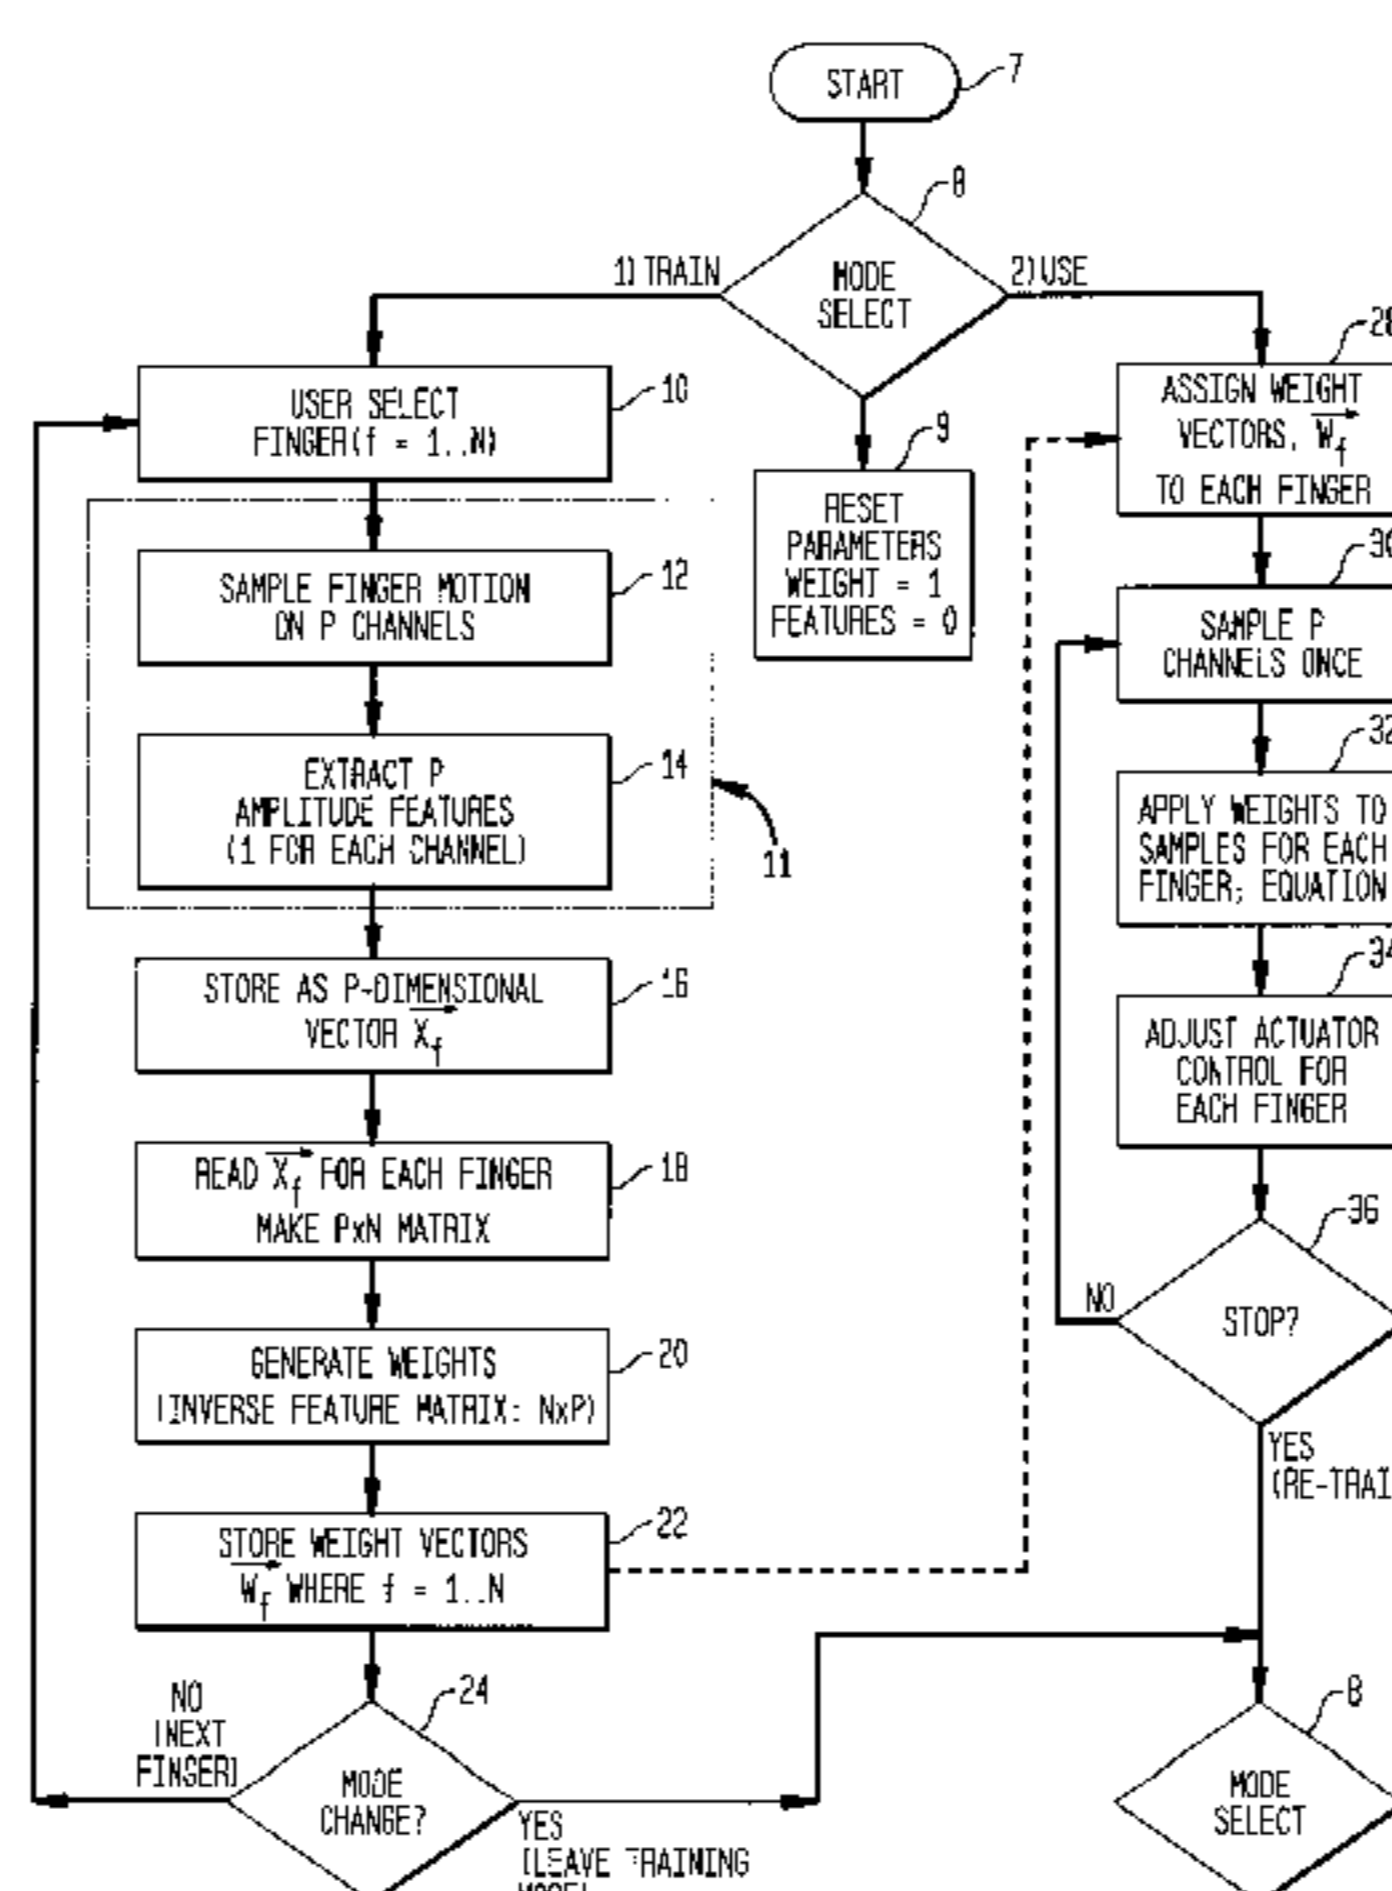 START
7
8
MODE
SELECT
1) TRAIN
2) USE
9
RESET
PARAMETERS
WEIGHT = 1
FEATURES = 0
10
USER SELECT
FINGER(f = 1..N)
12
SAMPLE FINGER MOTION
ON P CHANNELS
14
EXTRACT P
AMPLITUDE FEATURES
(1 FOR EACH CHANNEL)
11
16
STORE AS P-DIMENSIONAL
VECTOR X_f
18
READ X_f FOR EACH FINGER
MAKE PxN MATRIX
20
GENERATE WEIGHTS
(INVERSE FEATURE MATRIX: NxP)
22
STORE WEIGHT VECTORS
W_f WHERE f = 1..N
24
MODE
CHANGE?
NO
(NEXT
FINGER)
YES
(LEAVE TRAINING
ASSIGN WEIGHT
VECTORS, W_f
TO EACH FINGER
SAMPLE P
CHANNELS ONCE
APPLY WEIGHTS TO
SAMPLES FOR EACH
FINGER; EQUATION
ADJUST ACTUATOR
CONTROL FOR
EACH FINGER
36
STOP?
NO
YES
8
MODE
SELECT